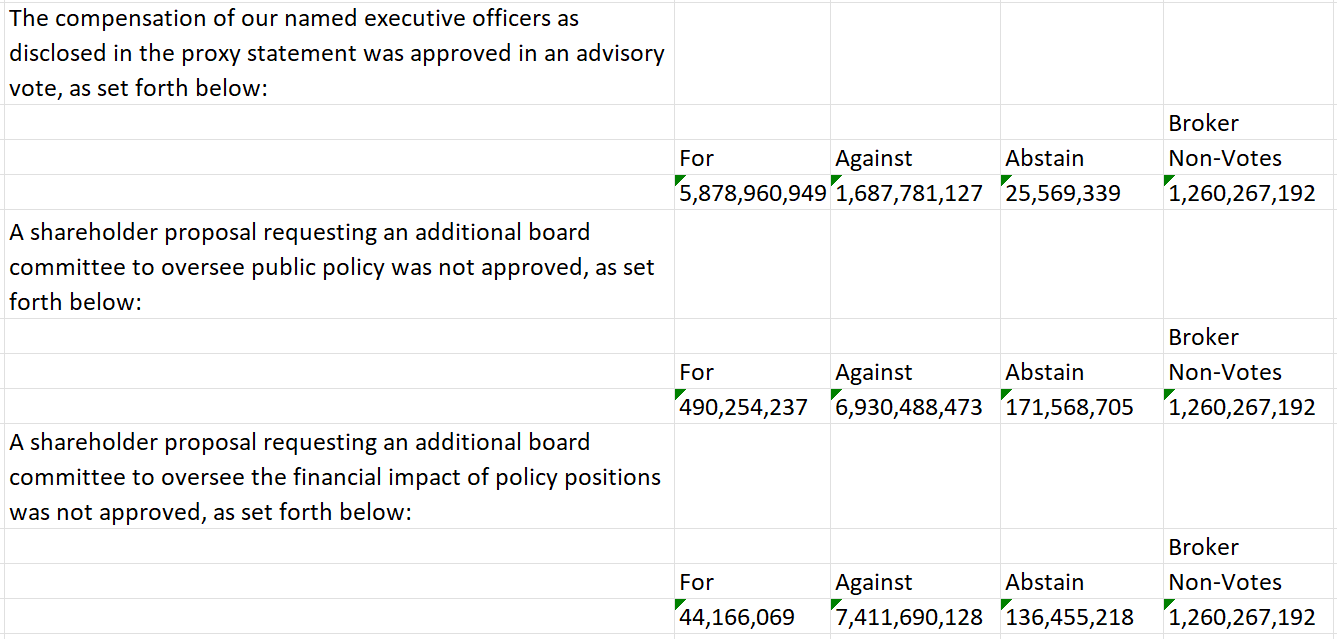 The compensation of our named executive officers as
disclosed in the proxy statement was approved in an advisory
vote, as set forth below:
Broker
For Against Abstain Non-Votes
5,878,960,949 1,687,781,127 25,569,339 1,260,267,192
A shareholder proposal requesting an additional board
committee to oversee public policy was not approved, as set
forth below:
Broker
For Against Abstain Non-Votes
490,254,237 6,930,488,473 171,568,705 1,260,267,192
A shareholder proposal requesting an additional board
committee to oversee the financial impact of policy positions
was not approved, as set forth below:
Broker
For Against Abstain Non-Votes
44,166,069 7,411,690,128 136,455,218 1,260,267,192